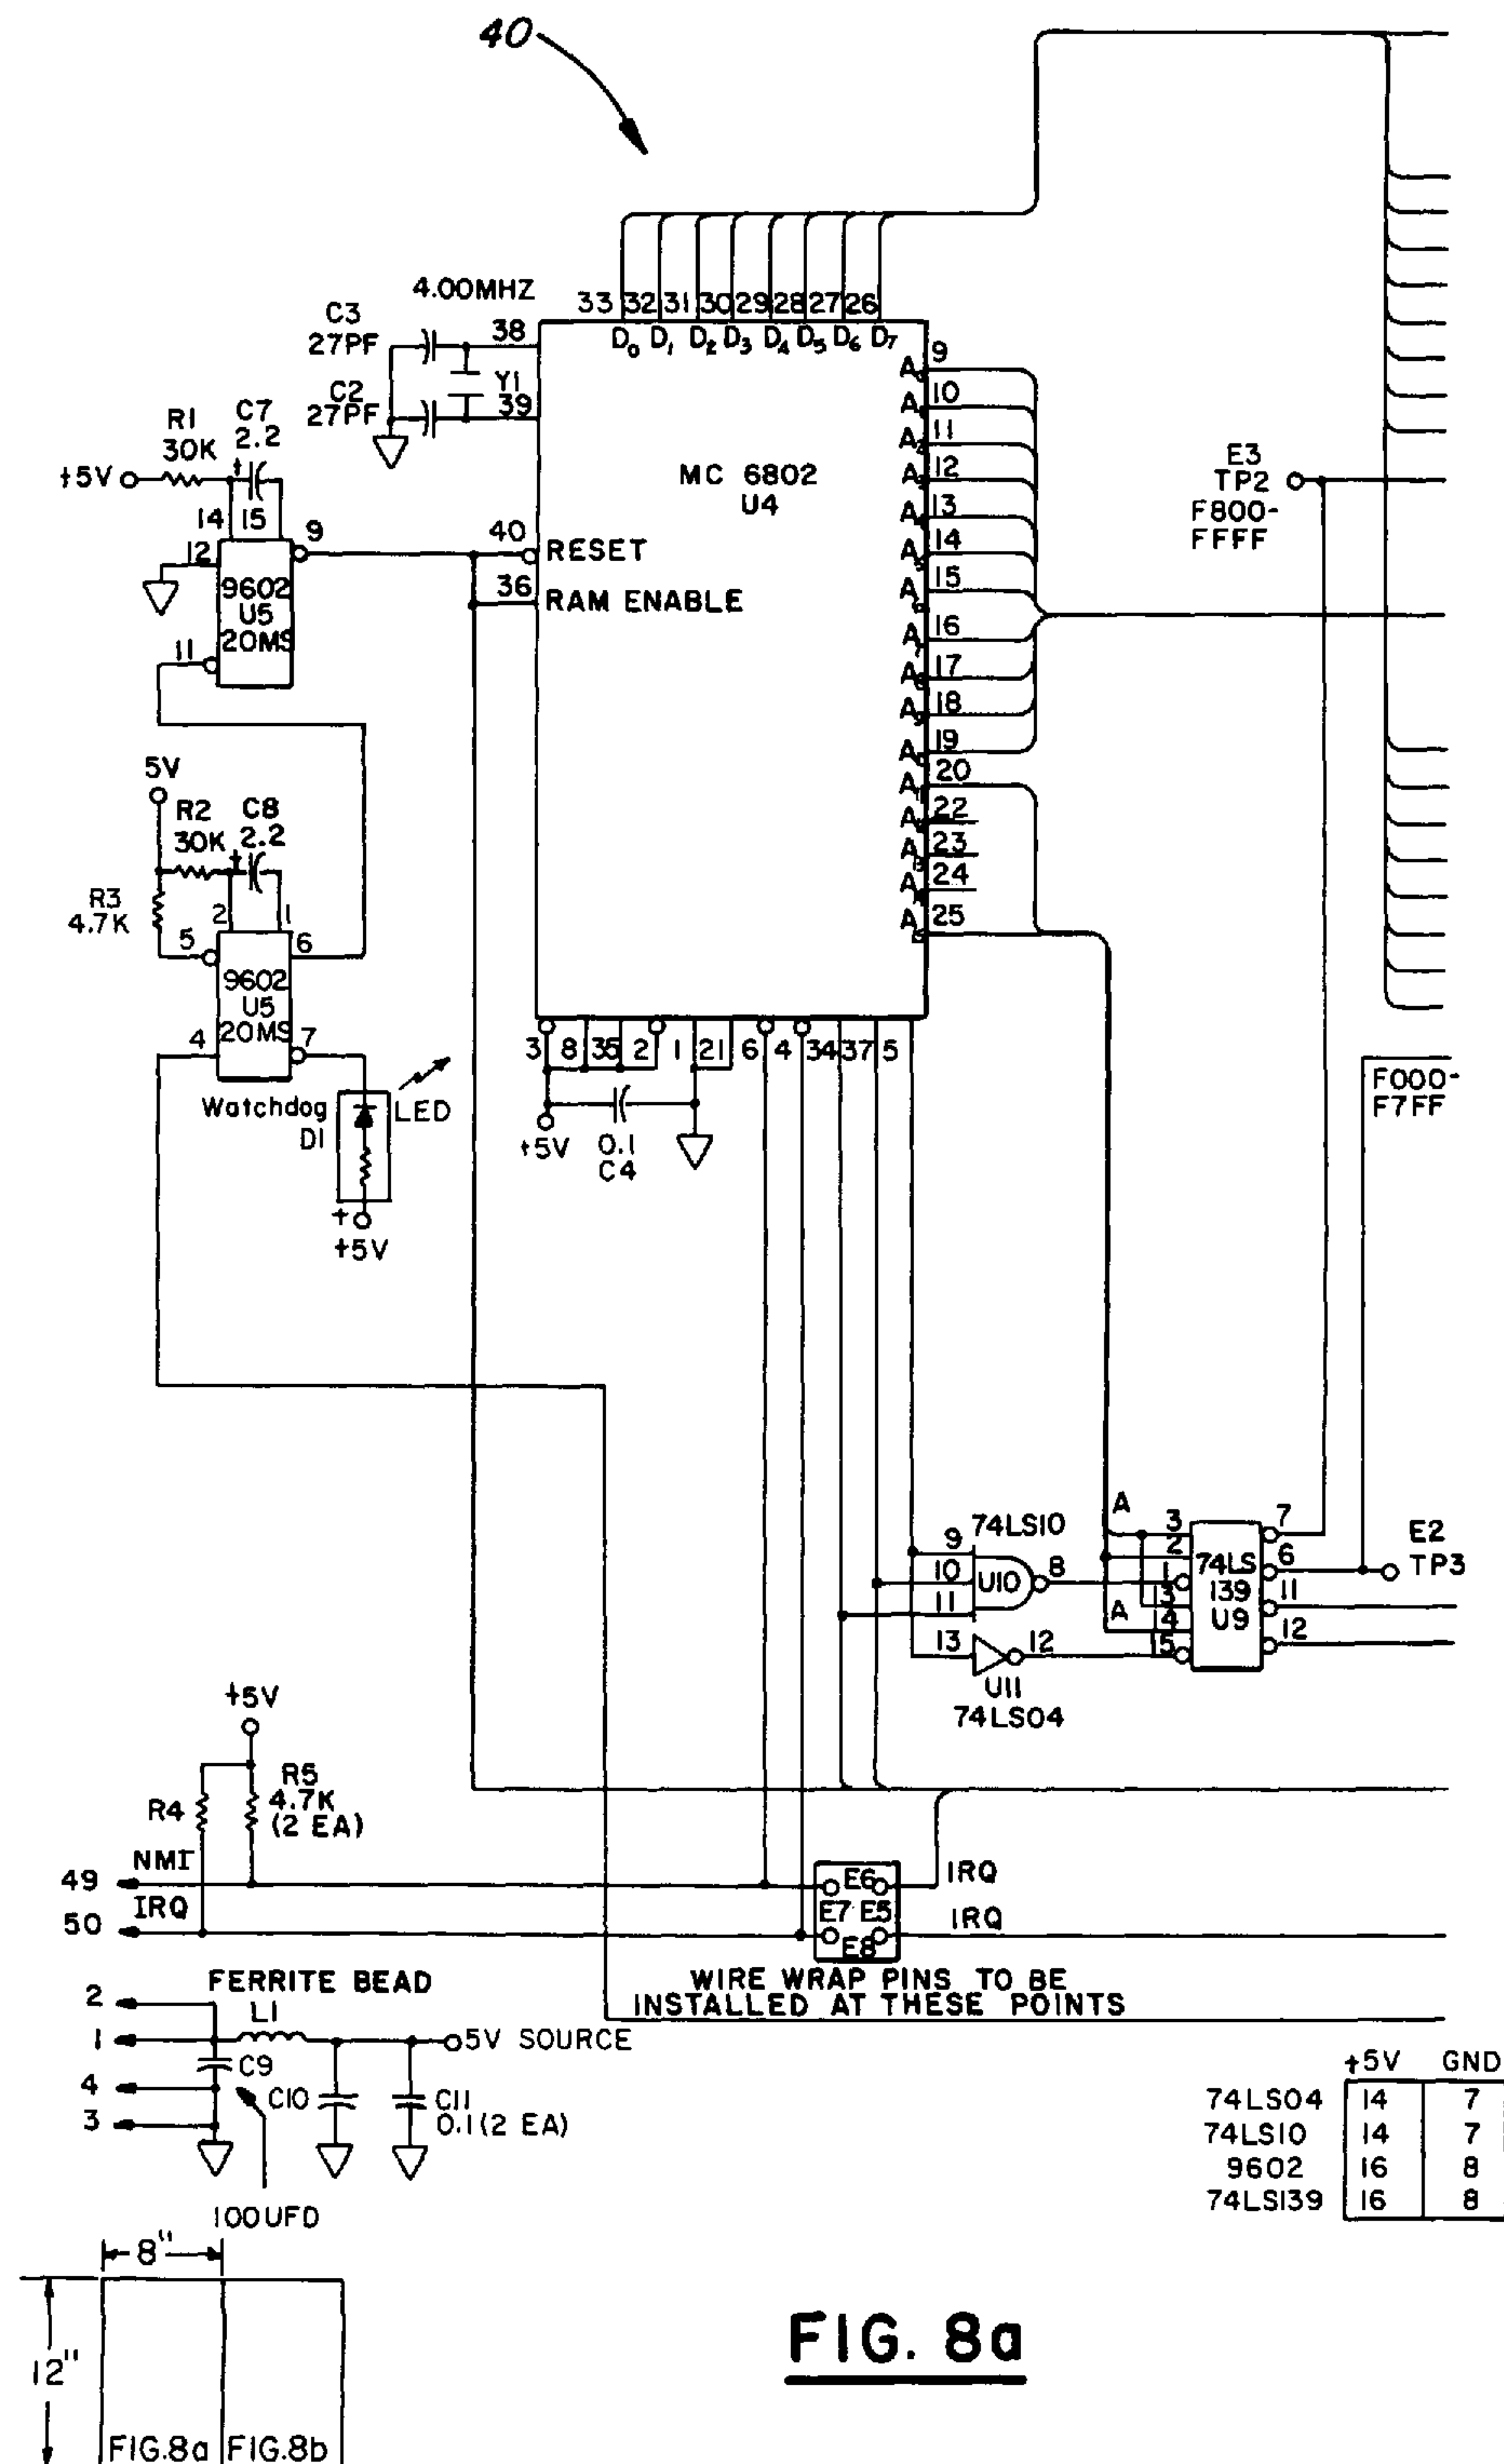 40
4.00MHZ
33 32 31 30 29 28 27 26
D0 D1 D2 D3 D4 D5 D6 D7
C3
27PF
38
Y1
C2
27PF
39
R1
30K
C7
2.2
+
+5V
14 15
12
9
9602
U5
20MS
11
MC 6802
U4
40
RESET
36
RAM ENABLE
A 9
A 10
A 11
A 12
A 13
A 14
A 15
A 16
A 17
A 18
A 19
A 20
A 22
A 23
A 24
A 25
E3
TP2
F800-
FFFF
5V
R2
30K
C8
2.2
+
R3
4.7K
2 1
5
6
9602
U5
20MS
4
7
Watchdog
D1
LED
+
+5V
3 8 35 2 1 21 6 4 34 37 5
+5V
0.1
C4
F000-
F7FF
74LS10
9
10
11
U10
8
13
12
U11
74LS04
A
3
2
1
13
A
14
15
74LS
139
U9
7
6
11
12
E2
TP3
+5V
R4
R5
4.7K
(2 EA)
49
NMI
50
IRQ
E6
E7 E5
E8
IRQ
IRQ
WIRE WRAP PINS TO BE
INSTALLED AT THESE POINTS
FERRITE BEAD
L1
2
1
4
3
C9
C10
C11
0.1(2 EA)
5V SOURCE
100UFD
+5V GND
74LS04 14 7
74LS10 14 7
9602 16 8
74LS139 16 8
8"
12"
FIG.8a FIG.8b
FIG. 8a